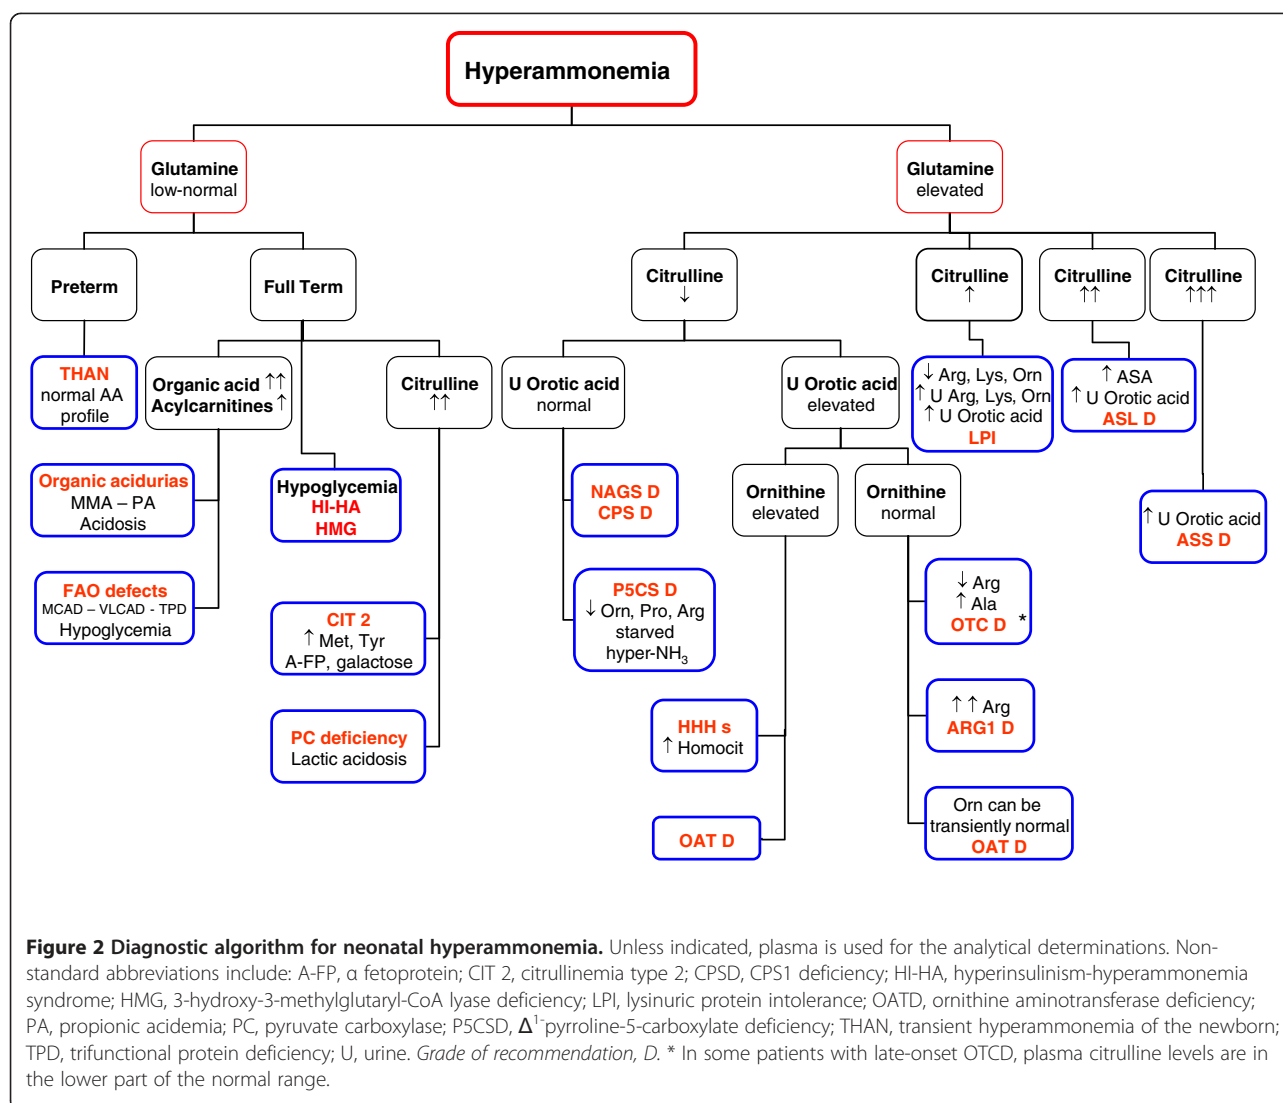 Hyperammonemia
Glutamine
low-normal
Glutamine
elevated
Preterm
Full Term
Citrulline
↓
Citrulline
↑
Citrulline
↑↑
Citrulline
↑↑↑
THAN
normal AA
profile
Organic acid ↑↑
Acylcarnitines ↑
Citrulline
↑↑
U Orotic acid
normal
U Orotic acid
elevated
↓ Arg, Lys, Orn
↑ U Arg, Lys, Orn
↑ U Orotic acid
LPI
↑ ASA
↑ U Orotic acid
ASL D
Organic acidurias
MMA – PA
Acidosis
Hypoglycemia
HI-HA
HMG
NAGS D
CPS D
Ornithine
elevated
Ornithine
normal
↑ U Orotic acid
ASS D
FAO defects
MCAD – VLCAD - TPD
Hypoglycemia
CIT 2
↑ Met, Tyr
A-FP, galactose
P5CS D
↓ Orn, Pro, Arg
starved
hyper-NH3
↓ Arg
↑ Ala
OTC D *
PC deficiency
Lactic acidosis
HHH s
↑ Homocit
↑ ↑ Arg
ARG1 D
OAT D
Orn can be
transiently normal
OAT D
Figure 2 Diagnostic algorithm for neonatal hyperammonemia. Unless indicated, plasma is used for the analytical determinations. Non-
standard abbreviations include: A-FP, α fetoprotein; CIT 2, citrullinemia type 2; CPSD, CPS1 deficiency; HI-HA, hyperinsulinism-hyperammonemia
syndrome; HMG, 3-hydroxy-3-methylglutaryl-CoA lyase deficiency; LPI, lysinuric protein intolerance; OATD, ornithine aminotransferase deficiency;
PA, propionic acidemia; PC, pyruvate carboxylase; P5CSD, Δ1-pyrroline-5-carboxylate deficiency; THAN, transient hyperammonemia of the newborn;
TPD, trifunctional protein deficiency; U, urine. Grade of recommendation, D. * In some patients with late-onset OTCD, plasma citrulline levels are in
the lower part of the normal range.